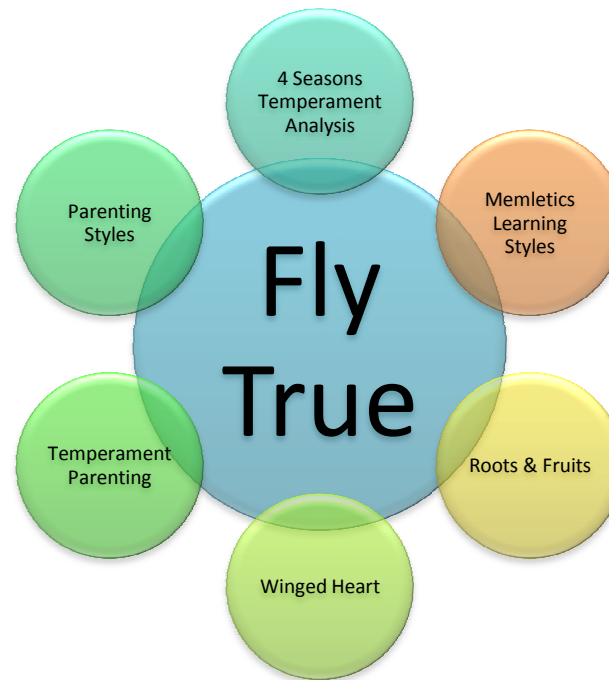 4 Seasons
Temperament
Analysis
Parenting
Styles
Memletics
Learning
Styles
Fly
True
Temperament
Parenting
Roots & Fruits
Winged Heart